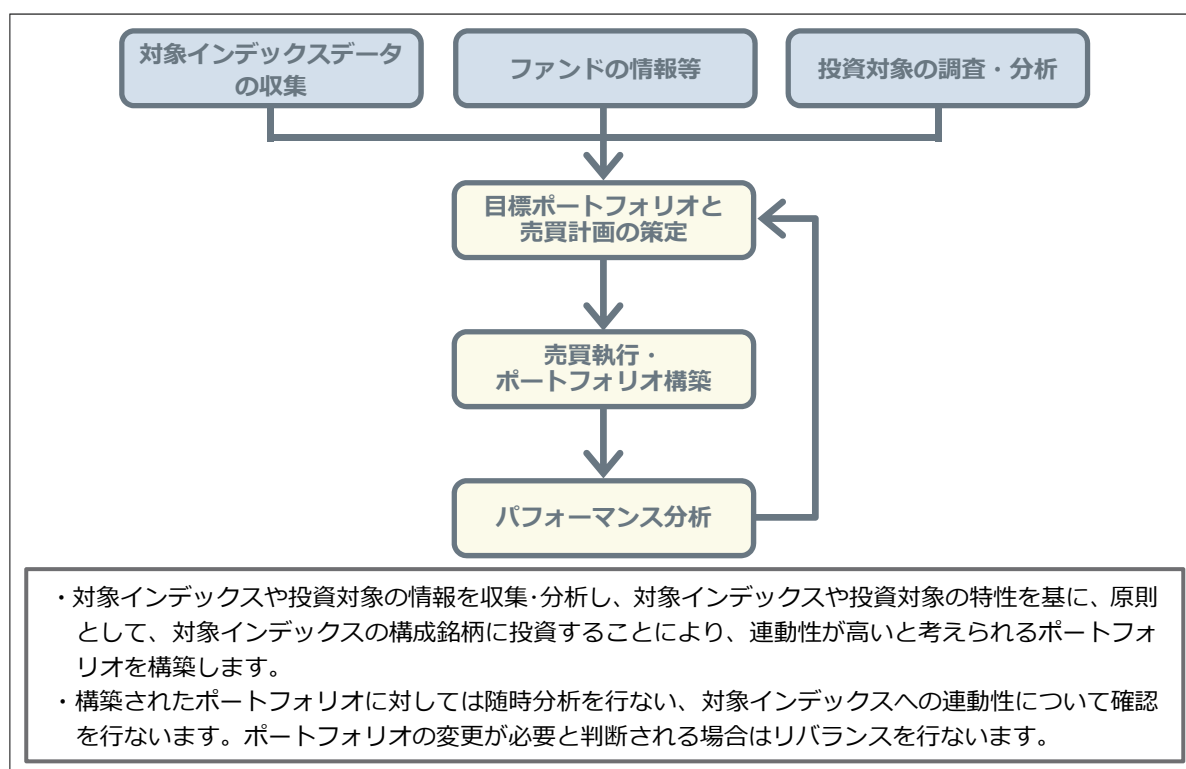 対象インデックスデータ
の収集
ファンドの情報等
投資対象の調査・分析
目標ポートフォリオと
売買計画の策定
売買執行・
ポートフォリオ構築
パフォーマンス分析
・対象インデックスや投資対象の情報を収集･分析し、対象インデックスや投資対象の特性を基に、原則
として、対象インデックスの構成銘柄に投資することにより、連動性が高いと考えられるポートフォ
リオを構築します。
・構築されたポートフォリオに対しては随時分析を行ない、対象インデックスへの連動性について確認
を行ないます。ポートフォリオの変更が必要と判断される場合はリバランスを行ないます。